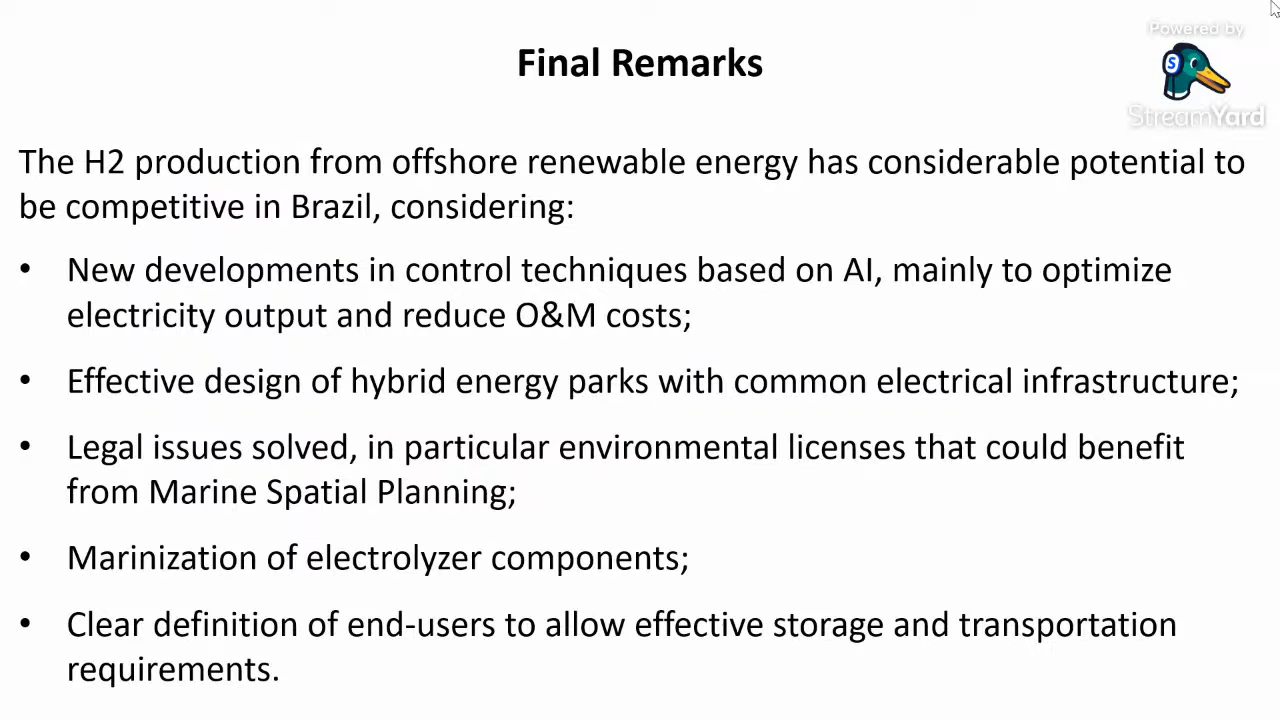 Powered by
S
StreamYard
Final Remarks
The H2 production from offshore renewable energy has considerable potential to
be competitive in Brazil, considering:
• New developments in control techniques based on AI, mainly to optimize
electricity output and reduce O&M costs;
• Effective design of hybrid energy parks with common electrical infrastructure;
• Legal issues solved, in particular environmental licenses that could benefit
from Marine Spatial Planning;
• Marinization of electrolyzer components;
• Clear definition of end-users to allow effective storage and transportation
requirements.